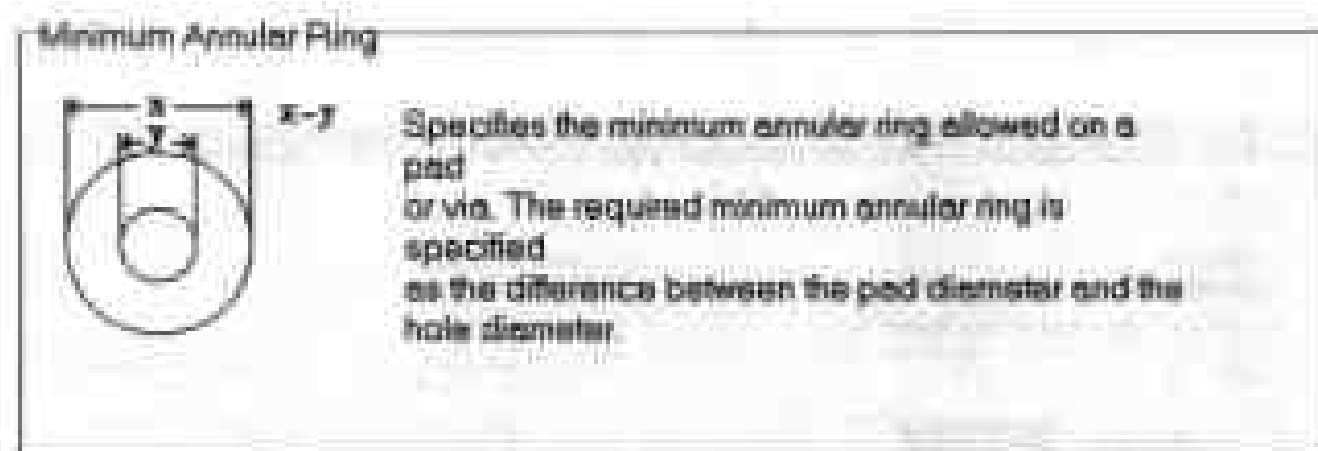 Minimum Annular Ring
x
x-y
y
Specifies the minimum annular ring allowed on a
pad
or via. The required minimum annular ring is
specified
as the difference between the pad diameter and the
hole diameter.